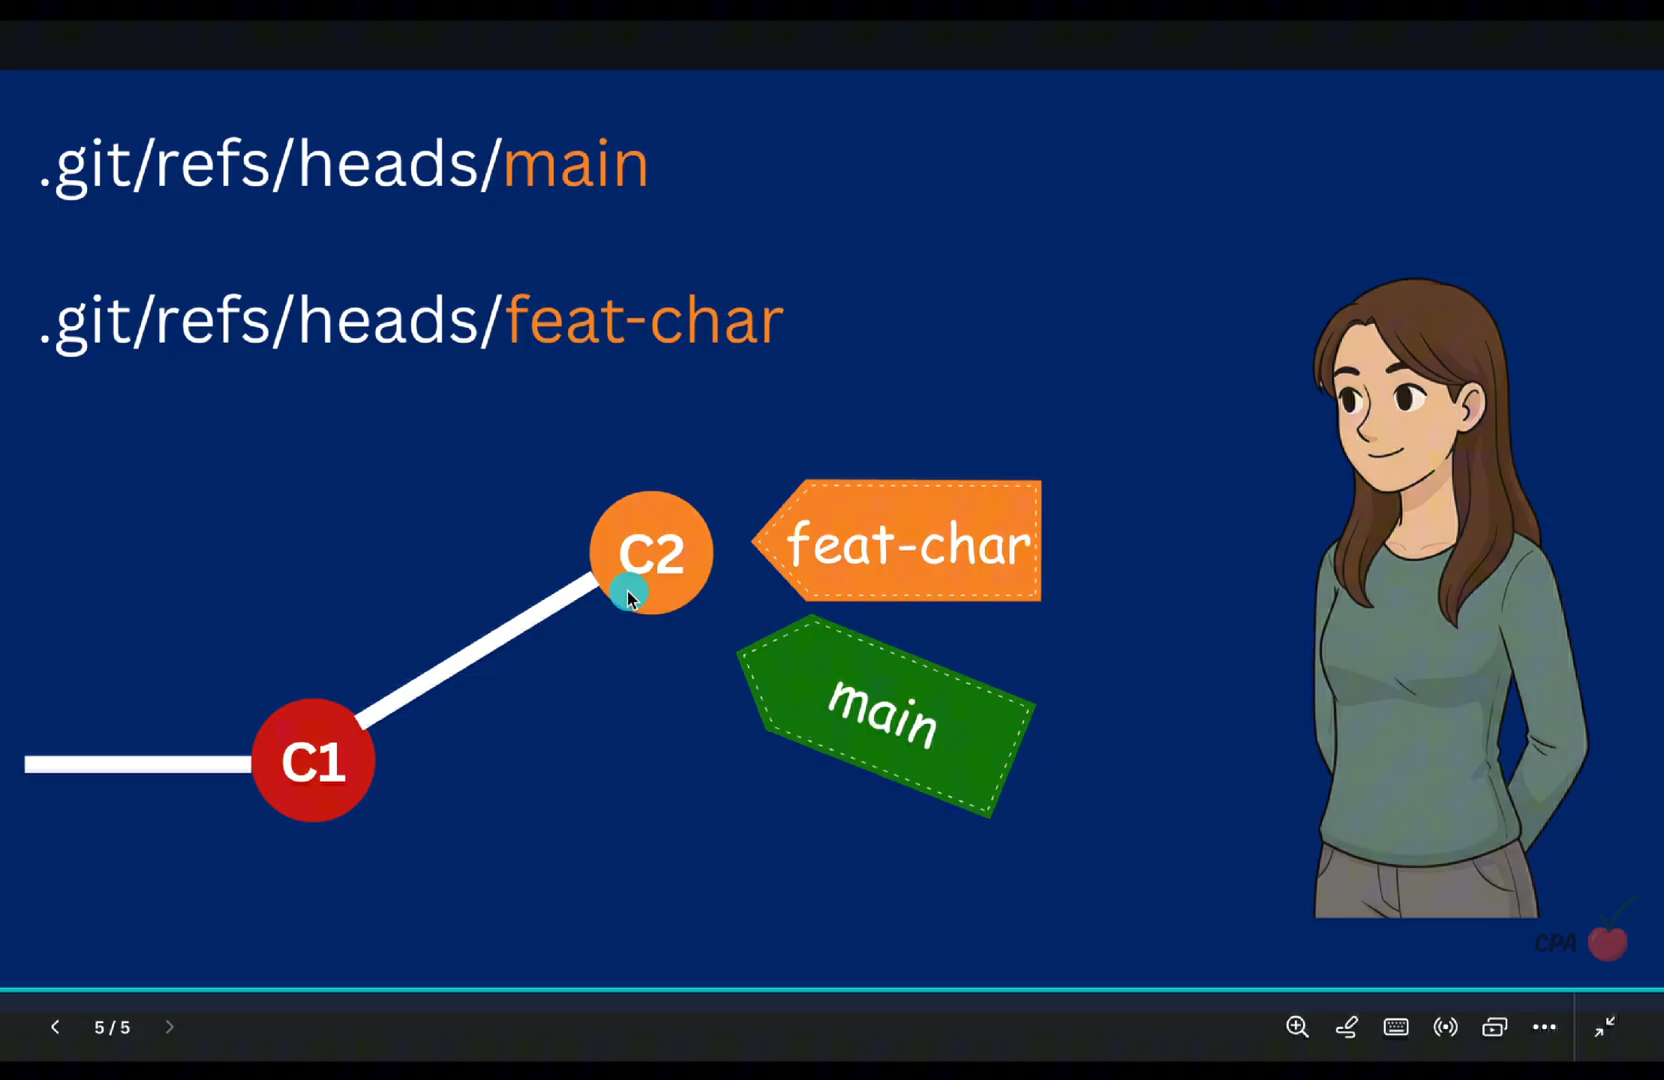 .git/refs/heads/main
.git/refs/heads/feat-char
C2
feat-char
main
C1
CPA
5 / 5